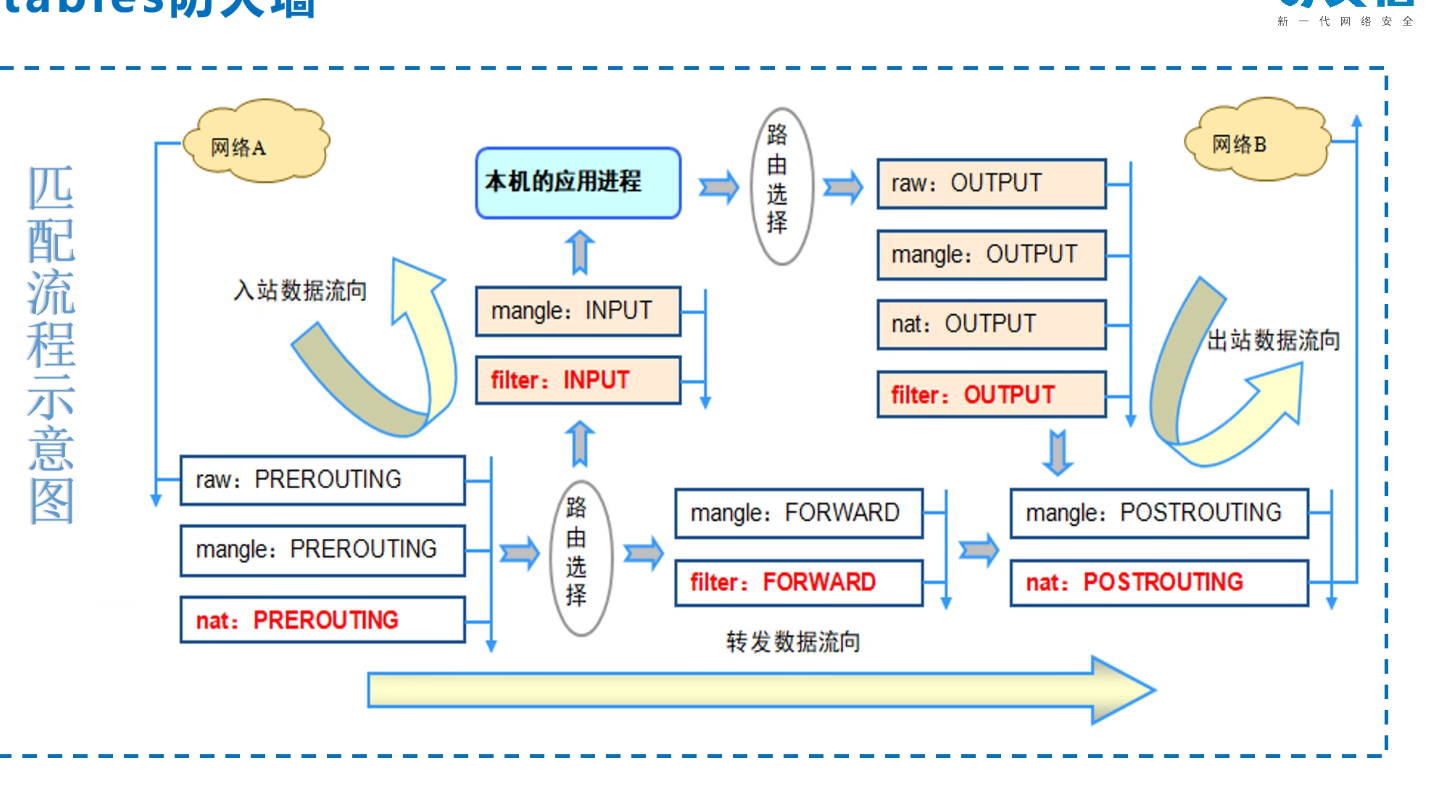 tables防火墙
新一代网络安全
匹配流程示意图
网络A
网络B
本机的应用进程
路由选择
raw：OUTPUT
mangle：OUTPUT
nat：OUTPUT
filter：OUTPUT
入站数据流向
mangle：INPUT
filter：INPUT
出站数据流向
raw：PREROUTING
mangle：PREROUTING
nat：PREROUTING
路由选择
mangle：FORWARD
filter：FORWARD
mangle：POSTROUTING
nat：POSTROUTING
转发数据流向